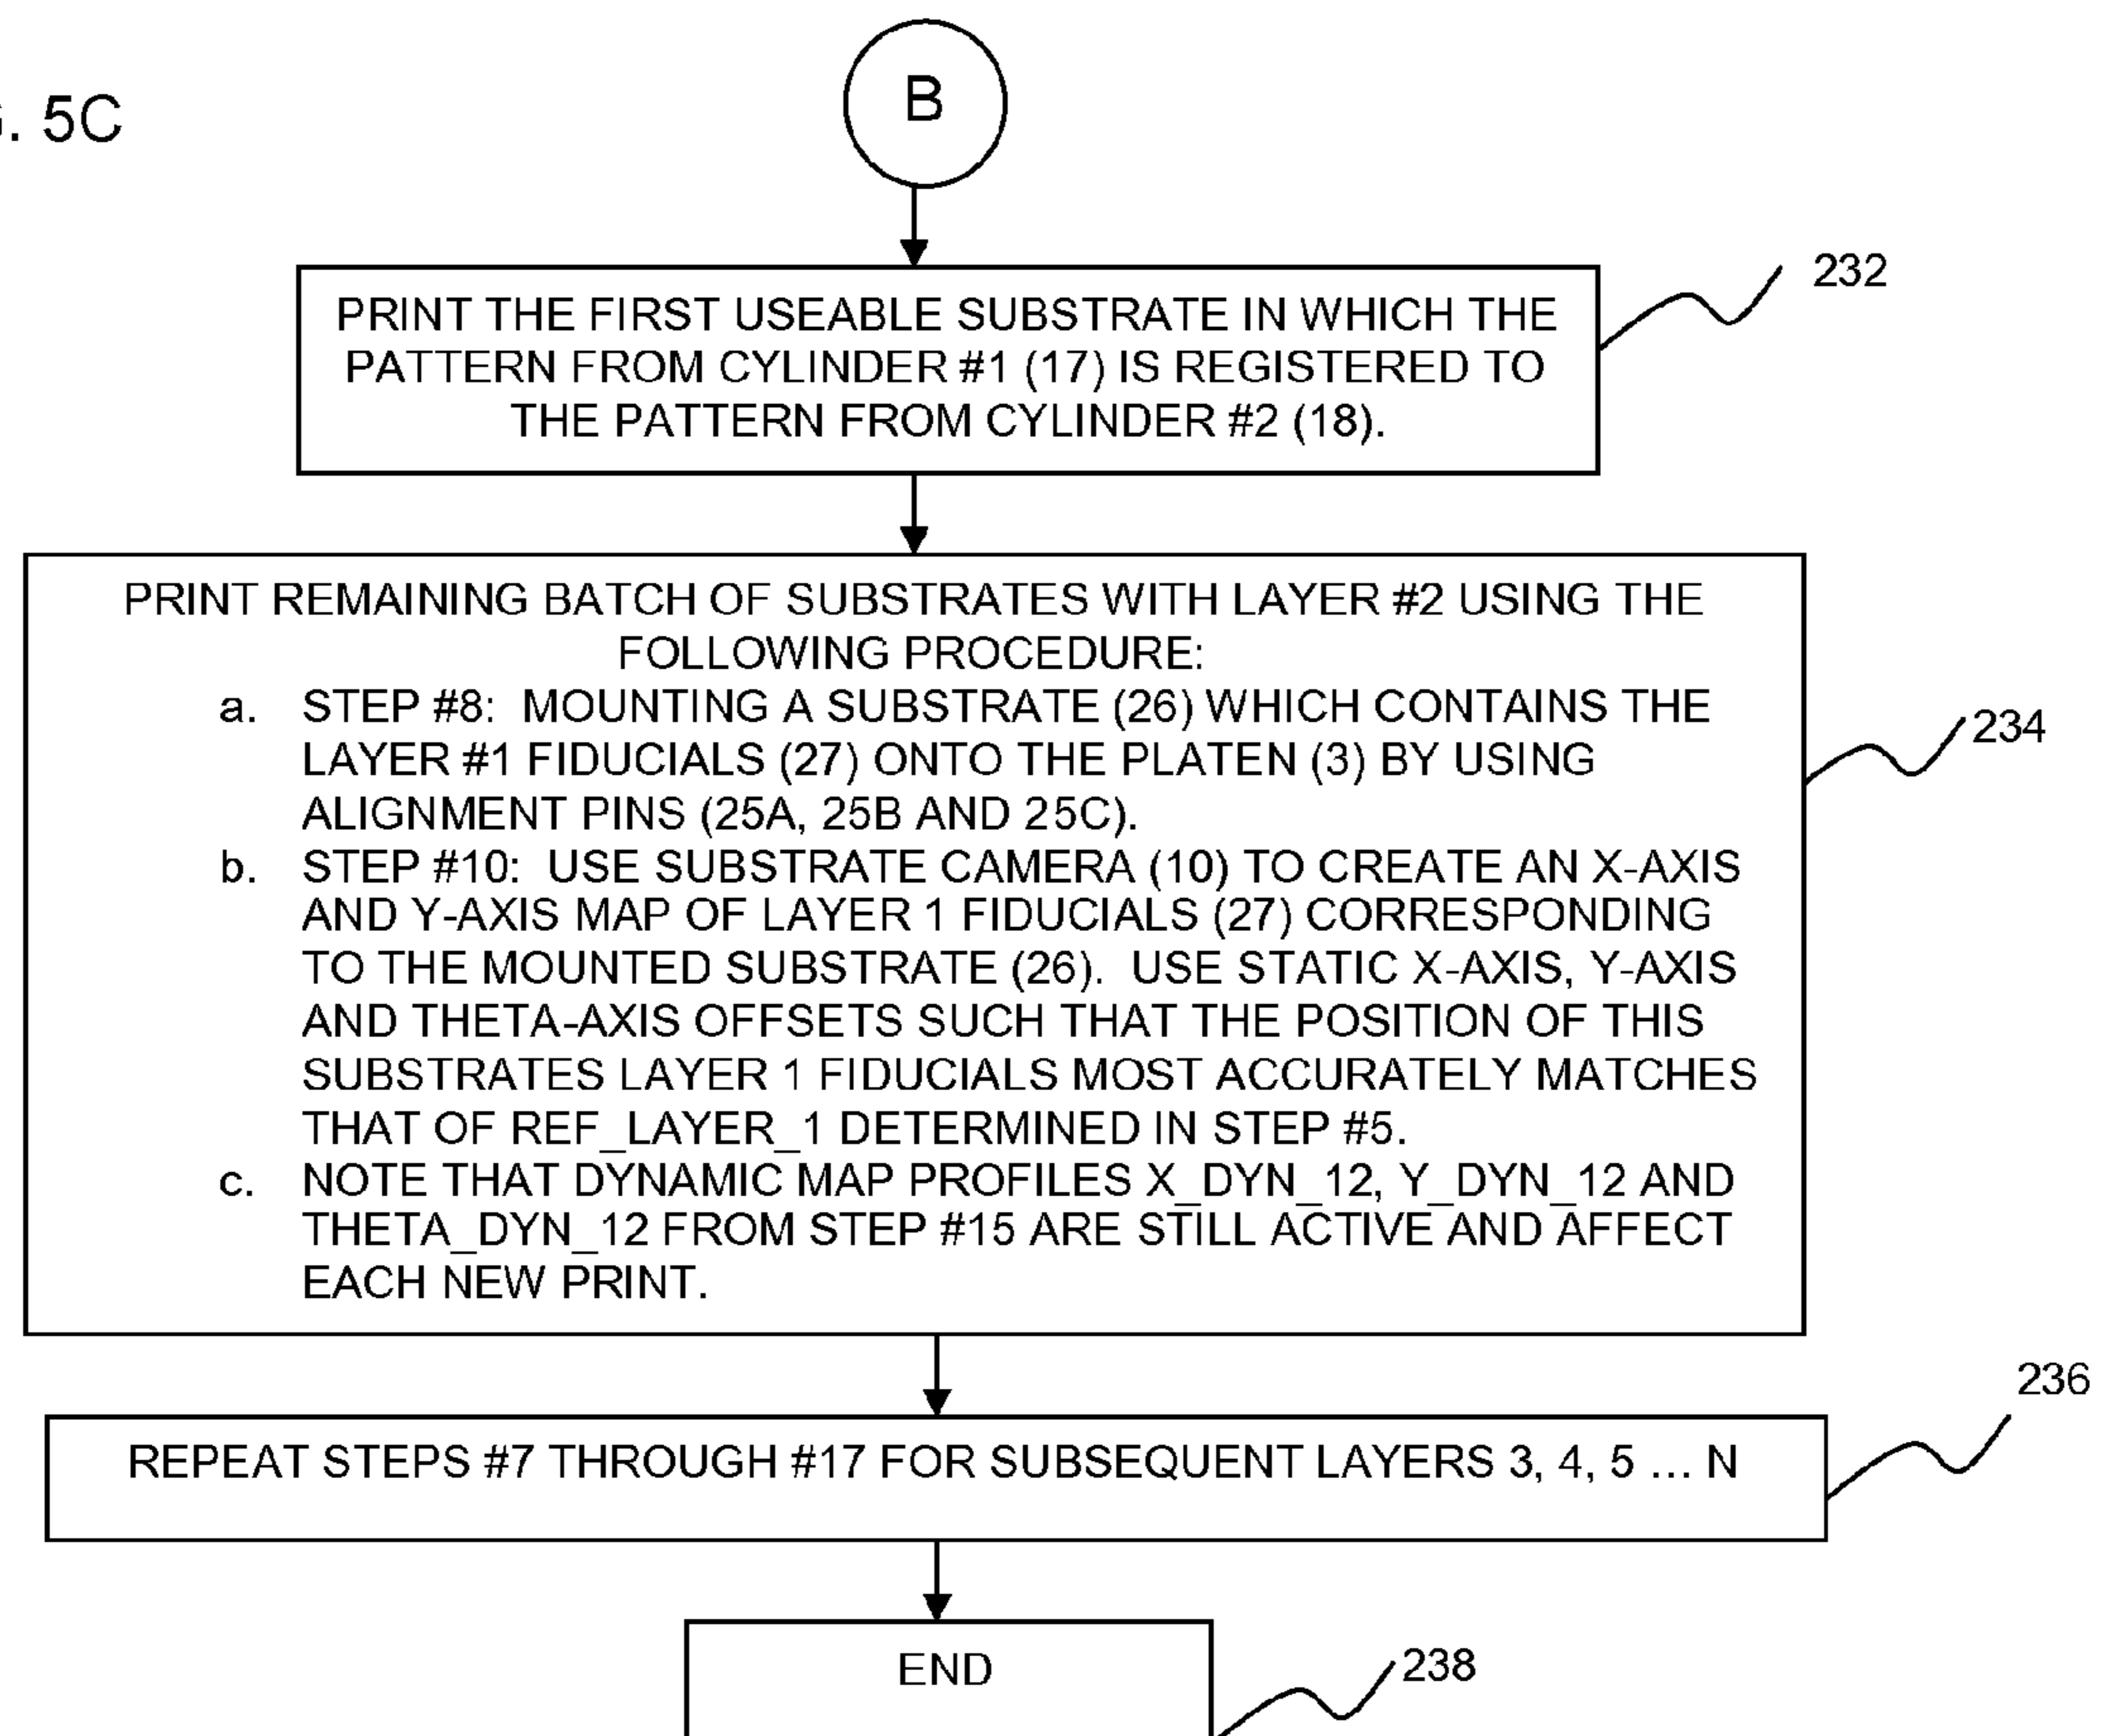 . 5C
B
PRINT THE FIRST USEABLE SUBSTRATE IN WHICH THE
PATTERN FROM CYLINDER #1 (17) IS REGISTERED TO
THE PATTERN FROM CYLINDER #2 (18).
232
PRINT REMAINING BATCH OF SUBSTRATES WITH LAYER #2 USING THE
FOLLOWING PROCEDURE:
a. STEP #8: MOUNTING A SUBSTRATE (26) WHICH CONTAINS THE
LAYER #1 FIDUCIALS (27) ONTO THE PLATEN (3) BY USING
ALIGNMENT PINS (25A, 25B AND 25C).
b. STEP #10: USE SUBSTRATE CAMERA (10) TO CREATE AN X-AXIS
AND Y-AXIS MAP OF LAYER 1 FIDUCIALS (27) CORRESPONDING
TO THE MOUNTED SUBSTRATE (26). USE STATIC X-AXIS, Y-AXIS
AND THETA-AXIS OFFSETS SUCH THAT THE POSITION OF THIS
SUBSTRATES LAYER 1 FIDUCIALS MOST ACCURATELY MATCHES
THAT OF REF_LAYER_1 DETERMINED IN STEP #5.
c. NOTE THAT DYNAMIC MAP PROFILES X_DYN_12, Y_DYN_12 AND
THETA_DYN_12 FROM STEP #15 ARE STILL ACTIVE AND AFFECT
EACH NEW PRINT.
234
236
REPEAT STEPS #7 THROUGH #17 FOR SUBSEQUENT LAYERS 3, 4, 5 ... N
END
238